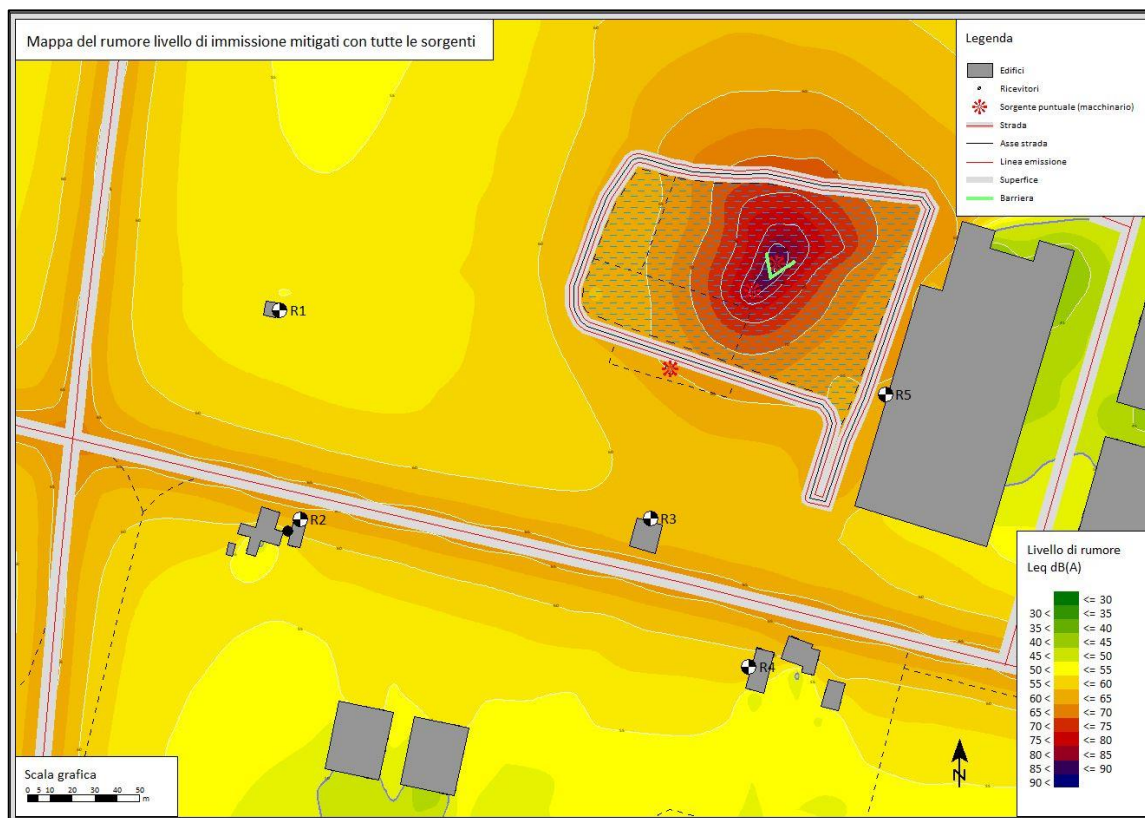 Mappa del rumore livello di immissione mitigati con tutte le sorgenti
Legenda
Edifici
Ricevitori
Sorgente puntuale (macchinario)
Strada
Asse strada
Linea emissione
Superfice
Barriera
R1
R5
R2
R3
R4
Livello di rumore
Leq dB(A)
<= 30
30 < <= 35
35 < <= 40
40 < <= 45
45 < <= 50
50 < <= 55
55 < <= 60
60 < <= 65
65 < <= 70
70 < <= 75
75 < <= 80
80 < <= 85
85 < <= 90
90 <
N
Scala grafica
0 5 10 20 30 40 50
m